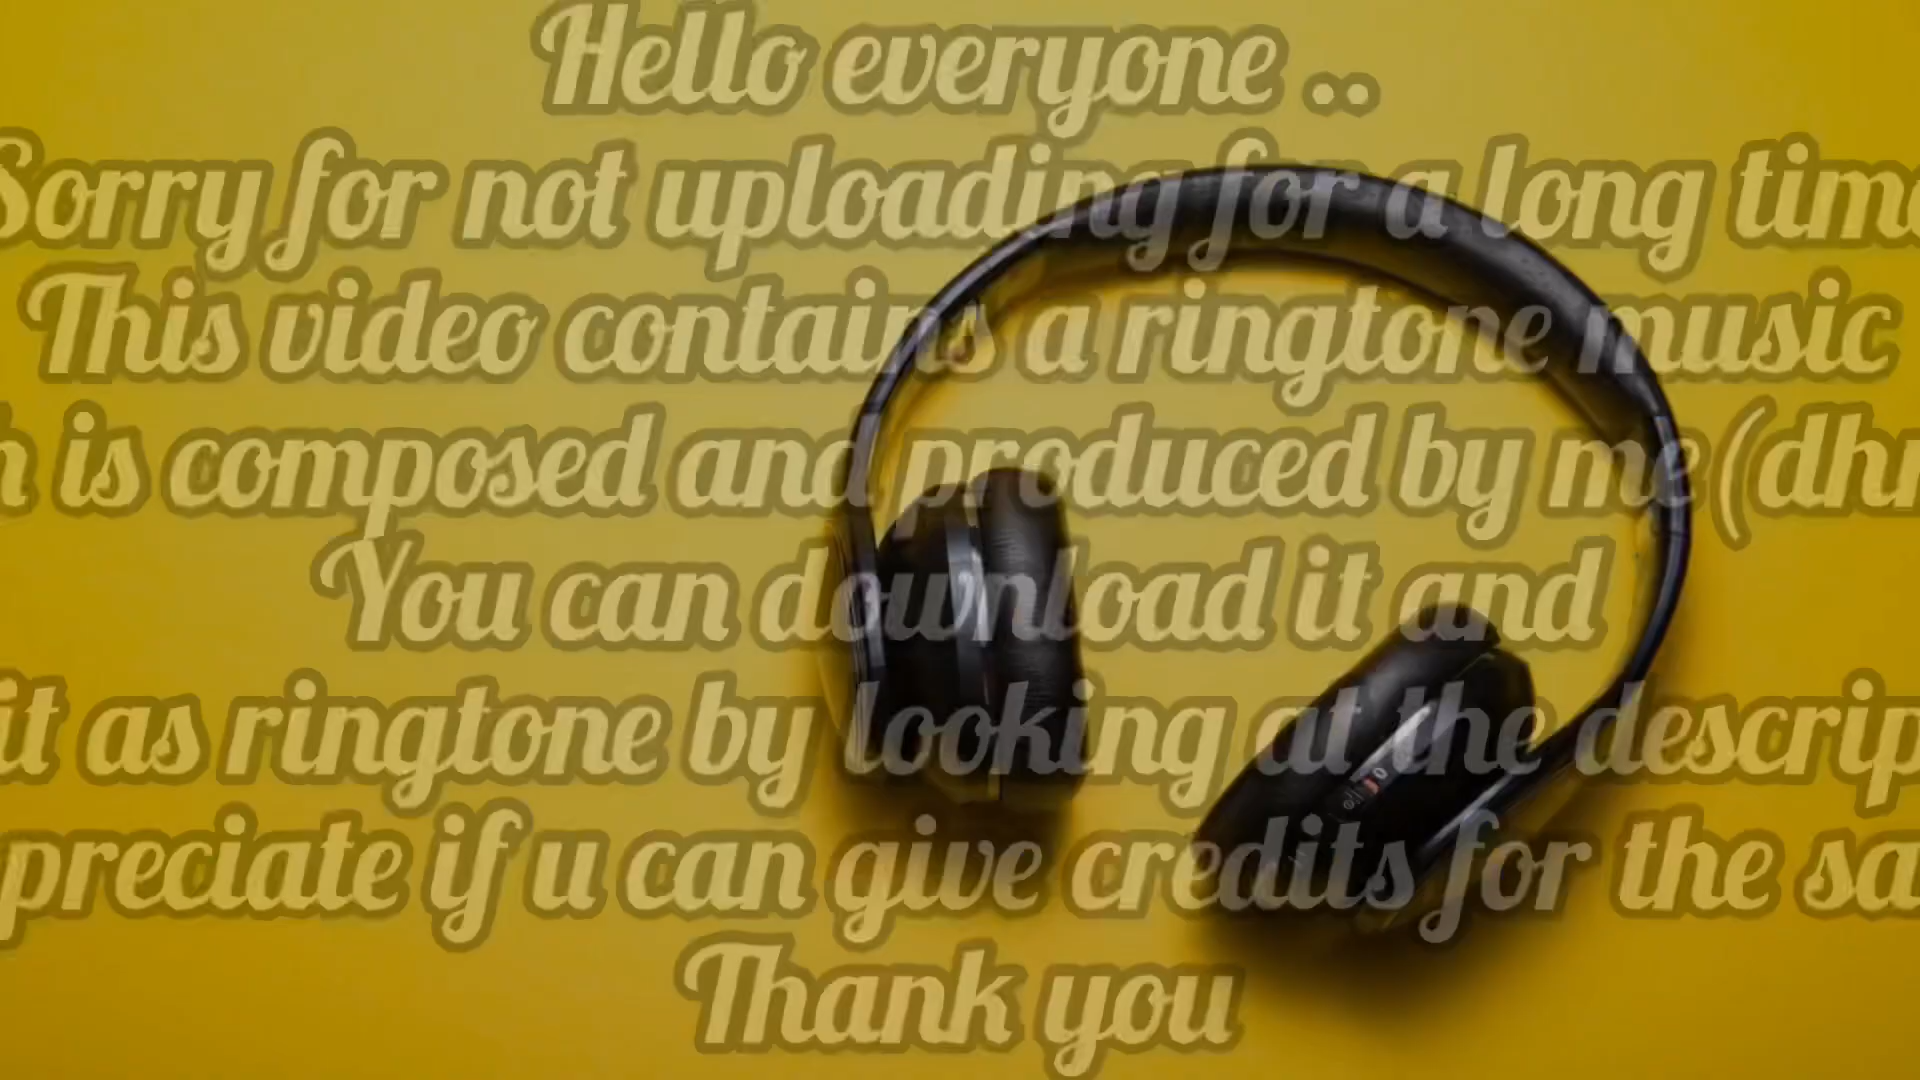 Hello everyone ..
Sorry for not uploading for a long time
This video contains a ringtone music
h is composed and produced by me (dhr
You can download it and
it as ringtone by looking at the descrip
preciate if u can give credits for the sa
Thank you